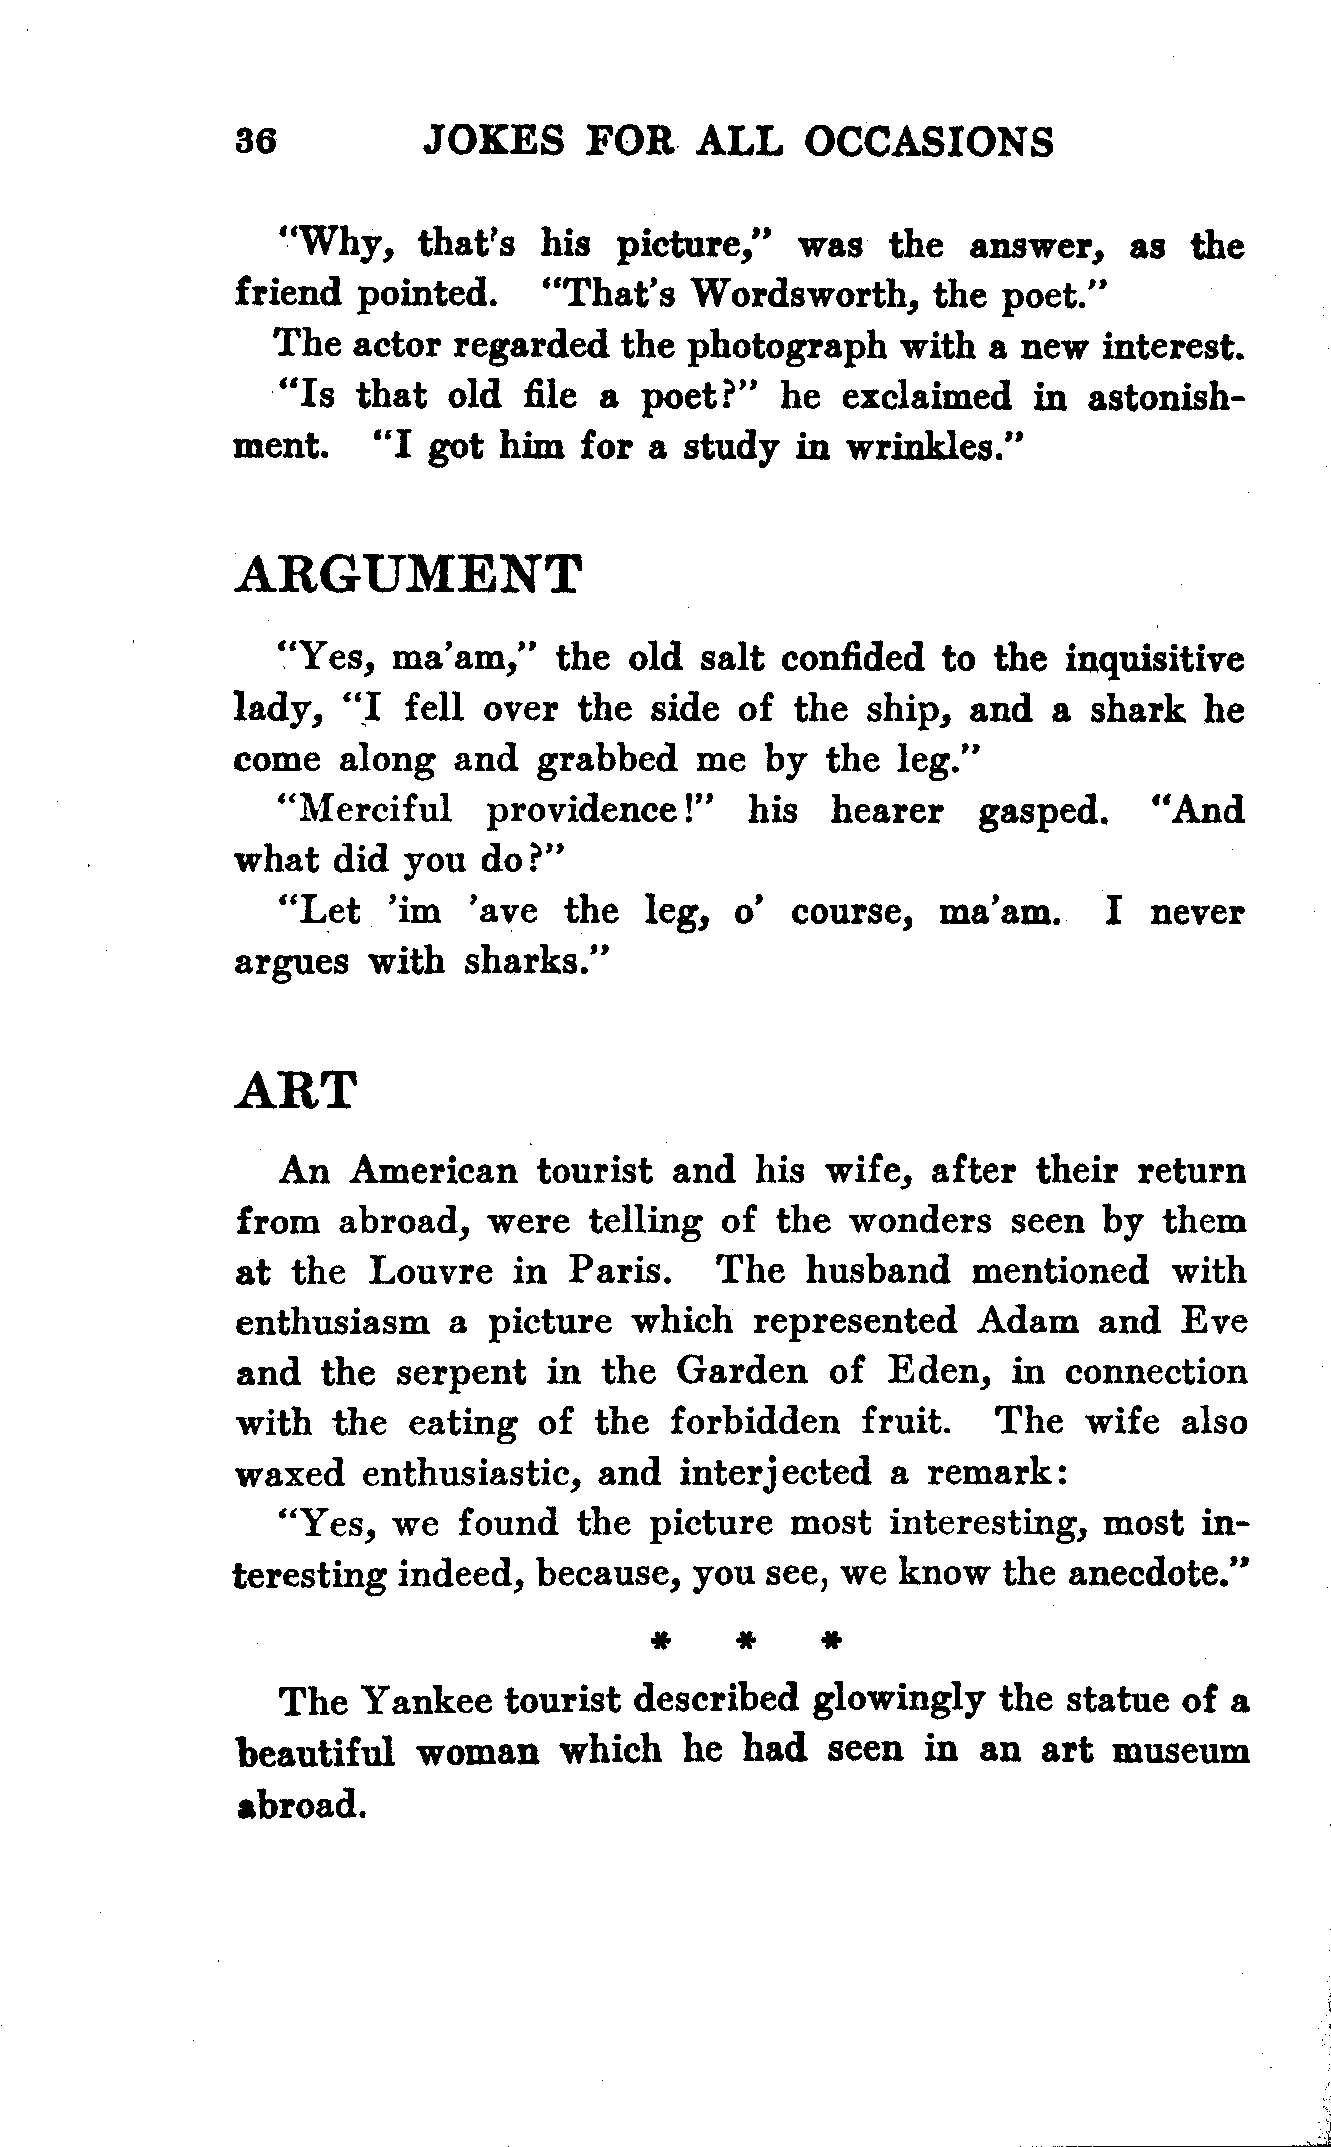 36 JOKES FOR ALL OCCASIONS
"Why, that's his picture," was the answer, as the
friend pointed. "That's Wordsworth, the poet."
The actor regarded the photograph with a new interest.
"Is that old file a poet?" he exclaimed in astonish-
ment. "I got him for a study in wrinkles."
ARGUMENT
"Yes, ma'am," the old salt confided to the inquisitive
lady, "I fell over the side of the ship, and a shark he
come along and grabbed me by the leg."
"Merciful providence!" his hearer gasped. "And
what did you do?"
"Let 'im 'ave the leg, o' course, ma'am. I never
argues with sharks."
ART
An American tourist and his wife, after their return
from abroad, were telling of the wonders seen by them
at the Louvre in Paris. The husband mentioned with
enthusiasm a picture which represented Adam and Eve
and the serpent in the Garden of Eden, in connection
with the eating of the forbidden fruit. The wife also
waxed enthusiastic, and interjected a remark:
"Yes, we found the picture most interesting, most in-
teresting indeed, because, you see, we know the anecdote."
* * *
The Yankee tourist described glowingly the statue of a
beautiful woman which he had seen in an art museum
abroad.